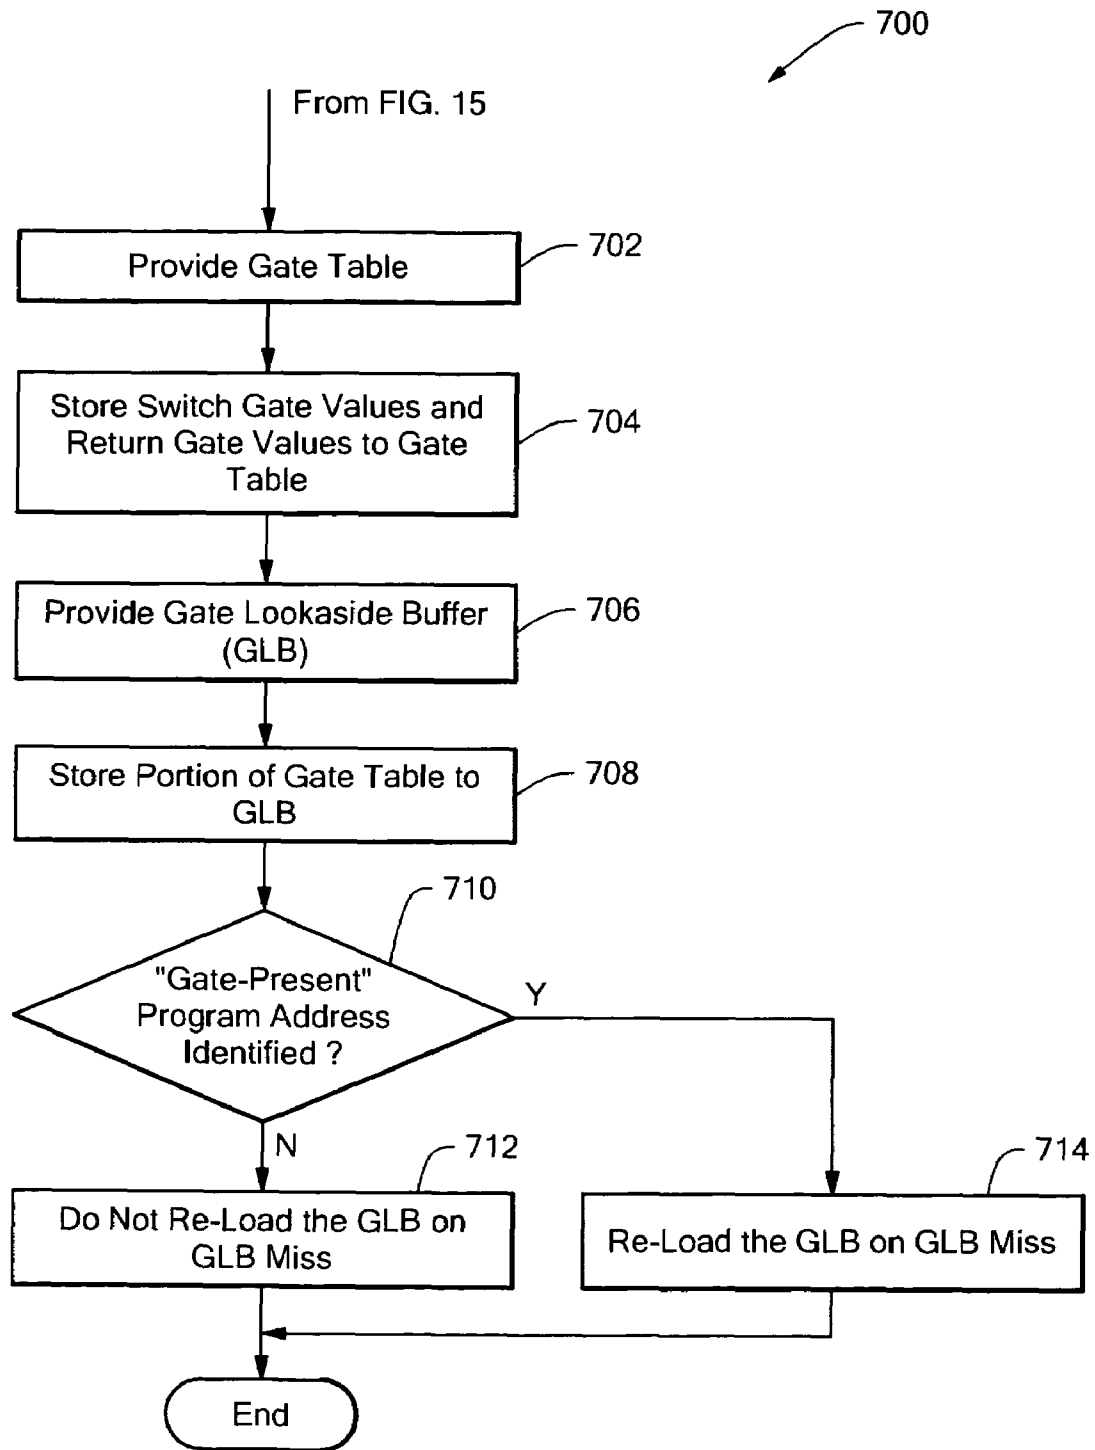 700
From FIG. 15
Provide Gate Table
702
Store Switch Gate Values and
Return Gate Values to Gate
Table
704
Provide Gate Lookaside Buffer
(GLB)
706
Store Portion of Gate Table to
GLB
708
710
"Gate-Present"
Program Address
Identified ?
Y
N
712
Do Not Re-Load the GLB on
GLB Miss
714
Re-Load the GLB on GLB Miss
End